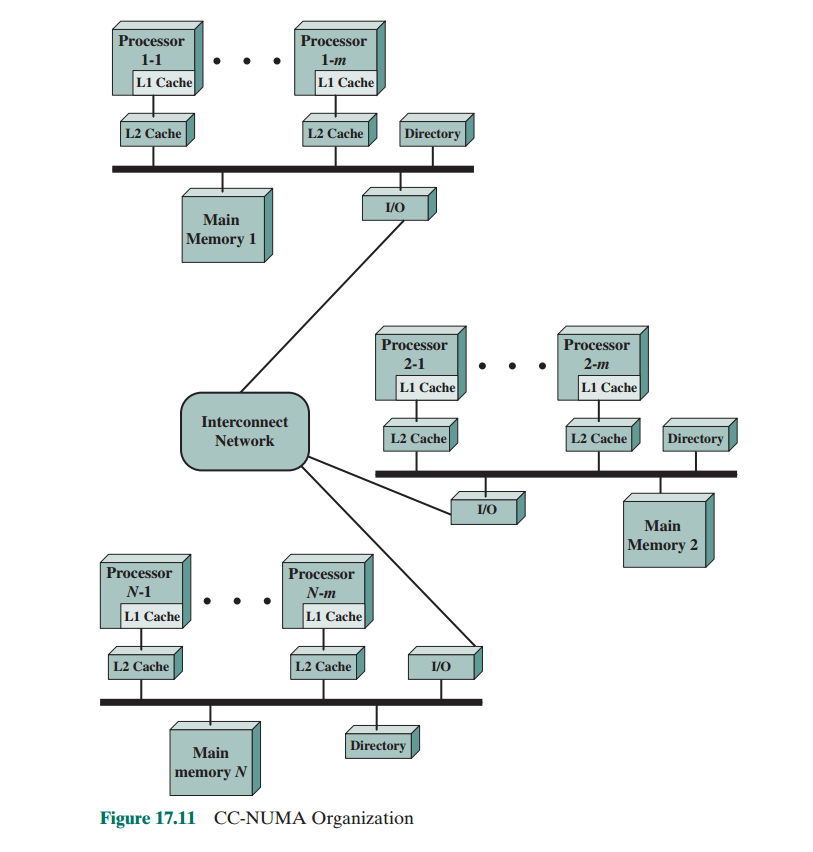 Processor
1-1
L1 Cache
Processor
1-m
L1 Cache
L2 Cache
L2 Cache
Directory
Main
Memory 1
I/O
Processor
2-1
L1 Cache
Processor
2-m
L1 Cache
Interconnect
Network
L2 Cache
L2 Cache
Directory
I/O
Main
Memory 2
Processor
N-1
L1 Cache
Processor
N-m
L1 Cache
L2 Cache
L2 Cache
I/O
Main
memory N
Directory
Figure 17.11 CC-NUMA Organization